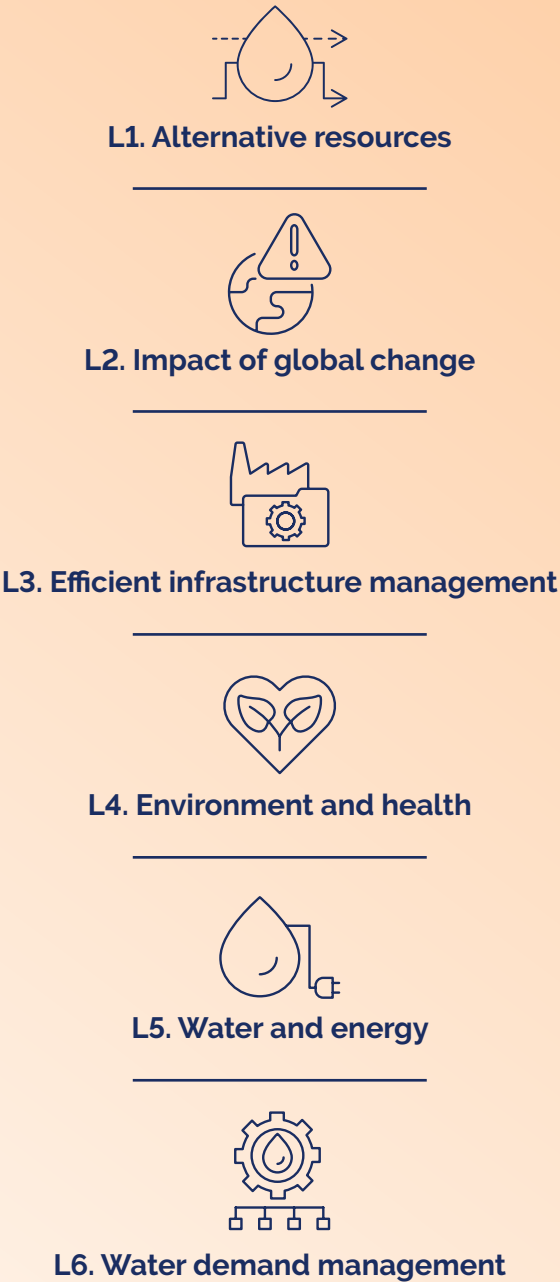 L1. Alternative resources
L2. Impact of global change
L3. Efficient infrastructure management
L4. Environment and health
L5. Water and energy
L6. Water demand management